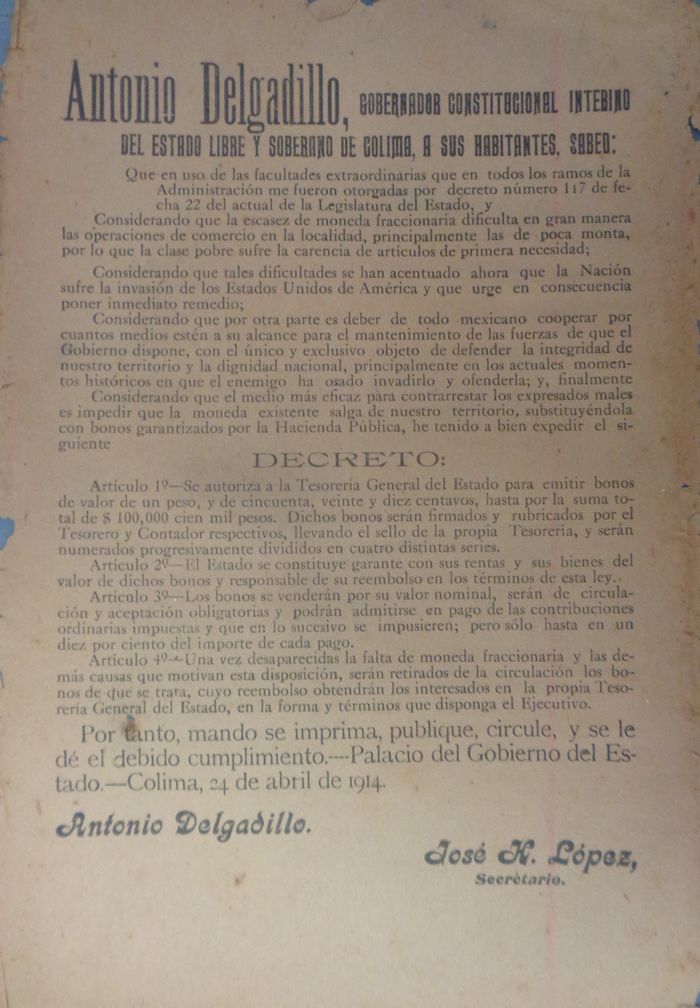 Antonio Delgadillo, GOBERNADOR CONSTITUCIONAL INTERINO
DEL ESTADO LIBRE Y SOBERANO DE COLIMA, A SUS HABITANTES, SABED:
Que en uso de las facultades extraordinarias que en todos los ramos de la
Administración me fueron otorgadas por decreto número 117 de fe-
cha 22 del actual de la Legislatura del Estado, y
Considerando que la escasez de moneda fraccionaria dificulta en gran manera
las operaciones de comercio en la localidad, principalmente las de poca monta,
por lo que la clase pobre sufre la carencia de artículos de primera necesidad;
Considerando que tales dificultades se han acentuado ahora que la Nación
sufre la invasión de los Estados Unidos de América y que urge en consecuencia
poner inmediato remedio;
Considerando que por otra parte es deber de todo mexicano cooperar por
cuantos medios estén a su alcance para el mantenimiento de las fuerzas de que el
Gobierno dispone, con el único y exclusivo objeto de defender la integridad de
nuestro territorio y la dignidad nacional, principalmente en los actuales momen-
tos históricos en que el enemigo ha osado invadirlo y ofenderla; y, finalmente
Considerando que el medio más eficaz para contrarrestar los expresados males
es impedir que la moneda existente salga de nuestro territorio, substituyéndola
con bonos garantizados por la Hacienda Pública, he tenido a bien expedir el si-
guiente
DECRETO:
Artículo 1º—Se autoriza a la Tesorería General del Estado para emitir bonos
de valor de un peso, y de cincuenta, veinte y diez centavos, hasta por la suma to-
tal de $ 100,000 cien mil pesos. Dichos bonos serán firmados y rubricados por el
Tesorero y Contador respectivos, llevando el sello de la propia Tesorería, y serán
numerados progresivamente divididos en cuatro distintas series.
Artículo 2º—El Estado se constituye garante con sus rentas y sus bienes del
valor de dichos bonos y responsable de su reembolso en los términos de esta ley..
Artículo 3º—Los bonos se venderán por su valor nominal, serán de circula-
ción y aceptación obligatorias y podrán admitirse en pago de las contribuciones
ordinarias impuestas y que en lo sucesivo se impusieren; pero sólo hasta en un
diez por ciento del importe de cada pago.
Artículo 4º—Una vez desaparecidas la falta de moneda fraccionaria y las de-
más causas que motivan esta disposición, serán retirados de la circulación los bo-
nos de que se trata, cuyo reembolso obtendrán los interesados en la propia Teso-
rería General del Estado, en la forma y términos que disponga el Ejecutivo.
Por tanto, mando se imprima, publique, circule, y se le
dé el debido cumplimiento.---Palacio del Gobierno del Es-
tado.—Colima, 24 de abril de 1914.
Antonio Delgadillo.
José H. López,
Secretario.